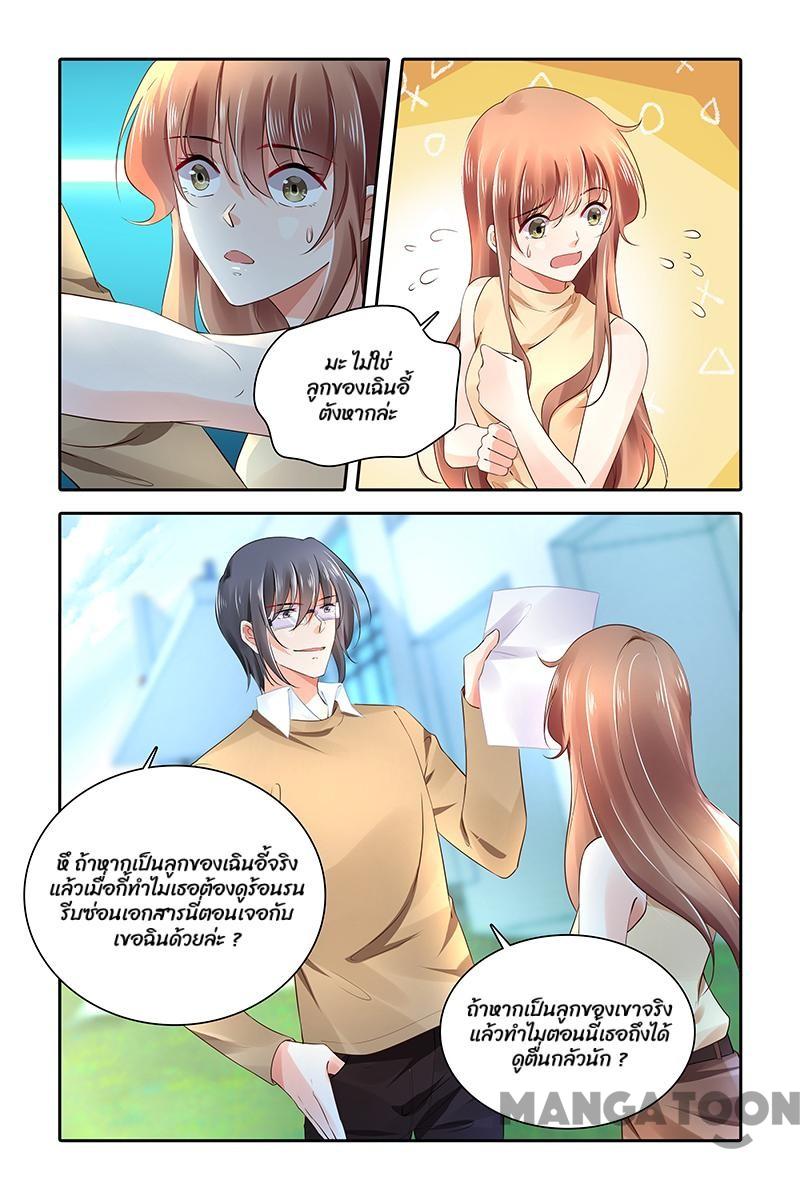 มะ ไม่ใช่
ลูกของเฉินอี้
ตังหากล่ะ
หึ ถ้าหากเป็นลูกของเฉินอี้จริง
แล้วเมื่อกี้ทำไมเธอต้องดูร้อนรน
รีบซ่อนเอกสารนี่ตอนเจอกับ
เขอฉินด้วยล่ะ ?
ถ้าหากเป็นลูกของเขาจริง
แล้วทำไมตอนนี้เธอถึงได้
ดูตื่นกลัวนัก ?
MANGATOON